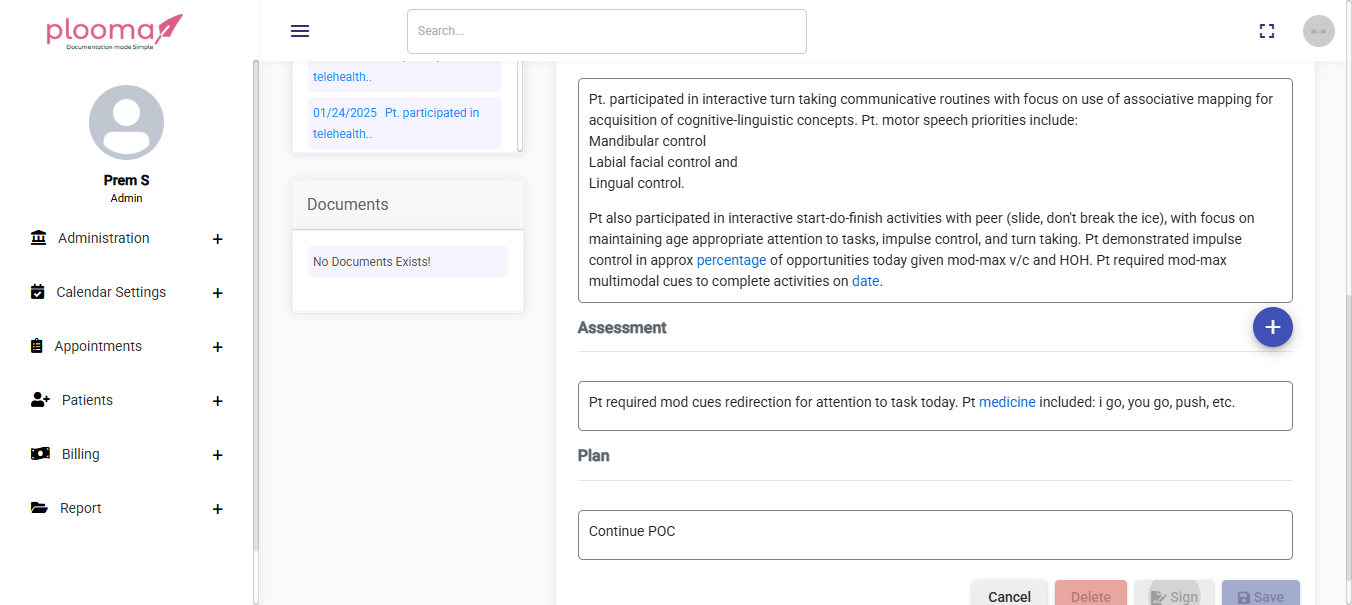 plooma
Documentation made Simple
Search...
Prem S
Admin
Administration +
Calendar Settings +
Appointments +
Patients +
Billing +
Report +
telehealth..
01/24/2025 Pt. participated in
telehealth..
Documents
No Documents Exists!
Pt. participated in interactive turn taking communicative routines with focus on use of associative mapping for
acquisition of cognitive-linguistic concepts. Pt. motor speech priorities include:
Mandibular control
Labial facial control and
Lingual control.
Pt also participated in interactive start-do-finish activities with peer (slide, don't break the ice), with focus on
maintaining age appropriate attention to tasks, impulse control, and turn taking. Pt demonstrated impulse
control in approx percentage of opportunities today given mod-max v/c and HOH. Pt required mod-max
multimodal cues to complete activities on date.
Assessment
+
Pt required mod cues redirection for attention to task today. Pt medicine included: i go, you go, push, etc.
Plan
Continue POC
Cancel Delete Sign Save